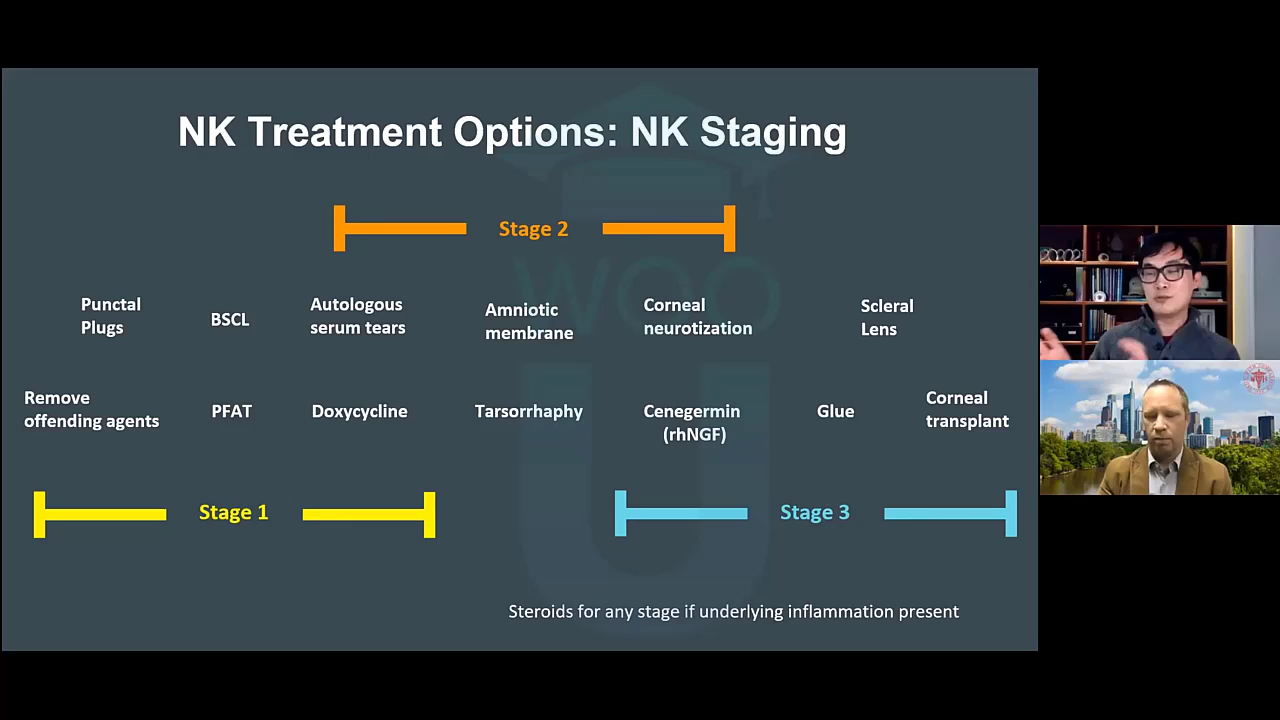 NK Treatment Options: NK Staging
Stage 2
Punctal
Plugs
BSCL
Autologous
serum tears
Amniotic
membrane
Corneal
neurotization
Scleral
Lens
Remove
offending agents
PFAT
Doxycycline
Tarsorrhaphy
Cenegermin
(rhNGF)
Glue
Corneal
transplant
Stage 1
Stage 3
Steroids for any stage if underlying inflammation present
WOO
U